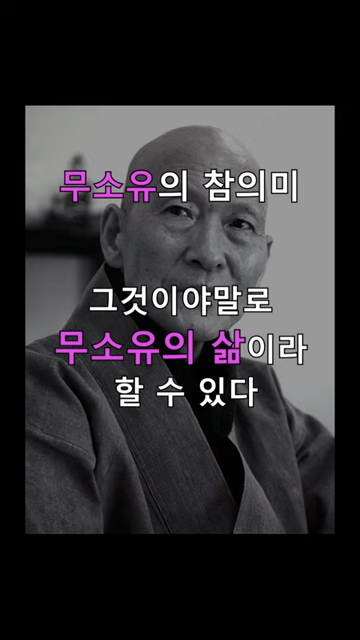 무소유의 참의미
그것이야말로
무소유의 삶이라
할 수 있다